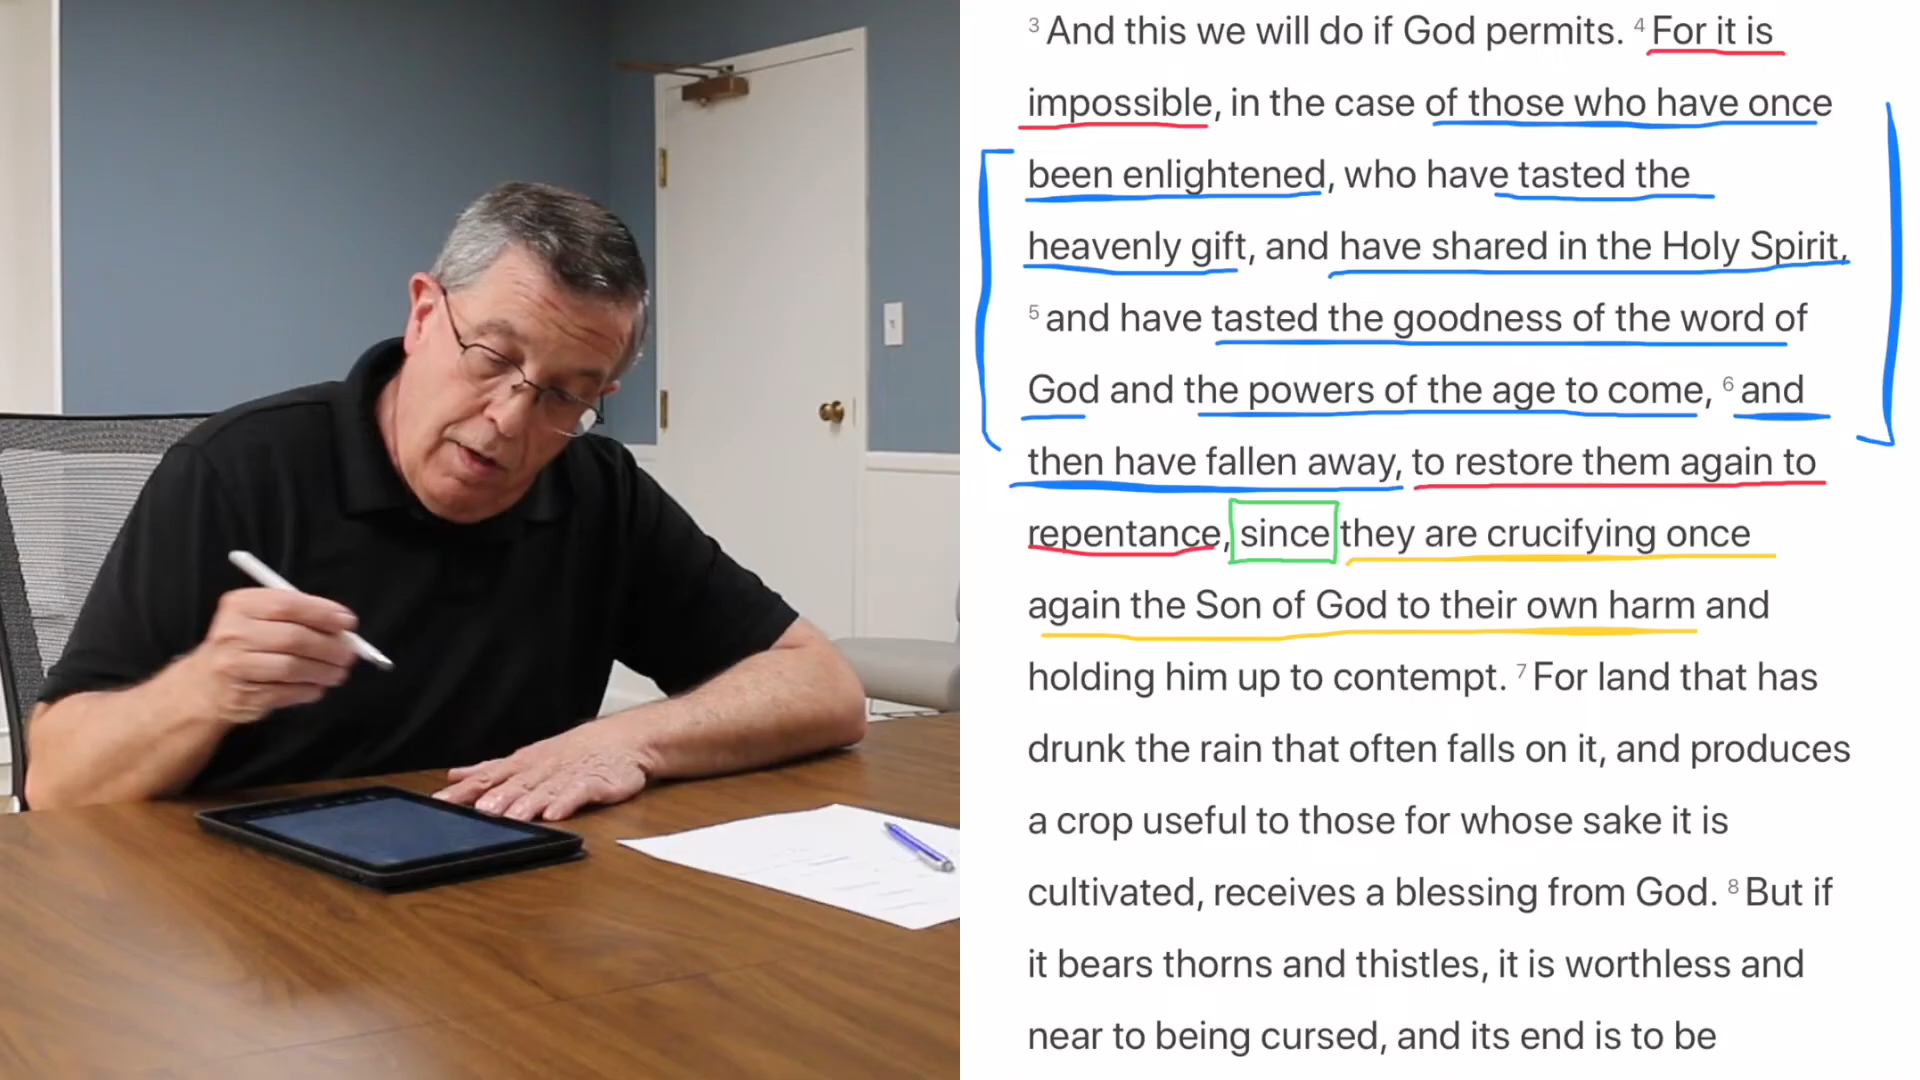 3 And this we will do if God permits. 4 For it is
impossible, in the case of those who have once
been enlightened, who have tasted the
heavenly gift, and have shared in the Holy Spirit,
5 and have tasted the goodness of the word of
God and the powers of the age to come, 6 and
then have fallen away, to restore them again to
repentance, since they are crucifying once
again the Son of God to their own harm and
holding him up to contempt. 7 For land that has
drunk the rain that often falls on it, and produces
a crop useful to those for whose sake it is
cultivated, receives a blessing from God. 8 But if
it bears thorns and thistles, it is worthless and
near to being cursed, and its end is to be